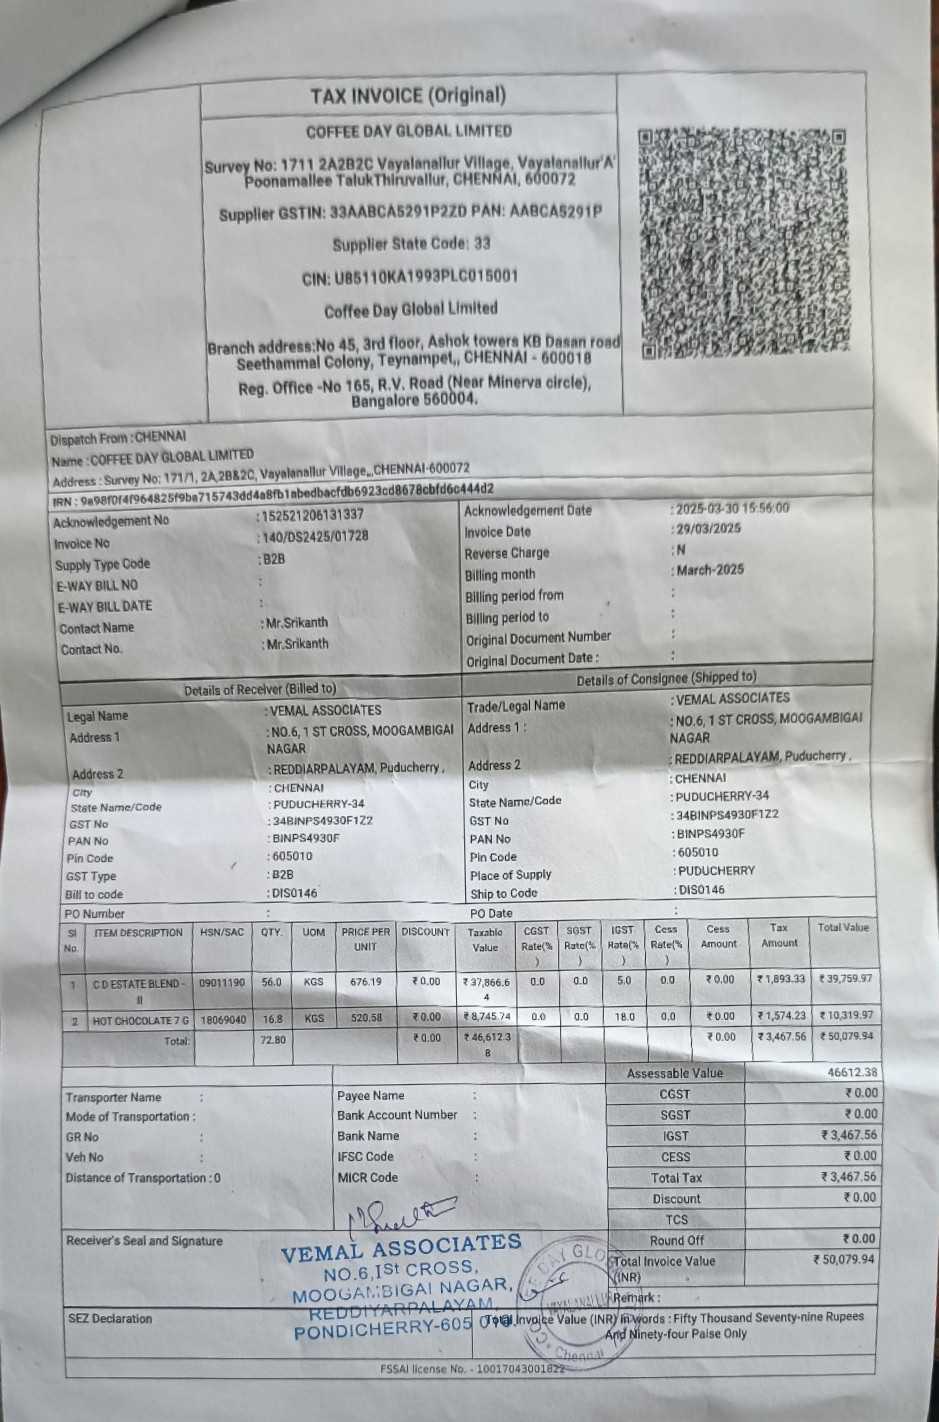 TAX INVOICE (Original)
COFFEE DAY GLOBAL LIMITED
Survey No: 1711 2A2B2C Vayalanallur Village, Vayalanallur'A'
Poonamallee TalukThiruvallur, CHENNAI, 600072
Supplier GSTIN: 33AABCA5291P2ZD PAN: AABCA5291P
Supplier State Code: 33
CIN: U85110KA1993PLC015001
Coffee Day Global Limited
Branch address:No 45, 3rd floor, Ashok towers KB Dasan road
Seethammal Colony, Teynampet,, CHENNAI - 600018
Reg. Office -No 165, R.V. Road (Near Minerva circle),
Bangalore 560004.
Dispatch From : CHENNAI
Name : COFFEE DAY GLOBAL LIMITED
Address : Survey No: 171/1, 2A,2B&2C, Vayalanallur Village,,,CHENNAI-600072
IRN : 9a98f0f4f964825f9ba715743dd4a8fb1abedbacfdb6923cd8678cbfd6c444d2
Acknowledgement No : 152521206131337
Invoice No : 140/DS2425/01728
Supply Type Code : B2B
E-WAY BILL NO :
E-WAY BILL DATE :
Contact Name : Mr.Srikanth
Contact No. : Mr.Srikanth
Acknowledgement Date : 2025-03-30 15:56:00
Invoice Date : 29/03/2025
Reverse Charge : N
Billing month : March-2025
Billing period from :
Billing period to :
Original Document Number :
Original Document Date : :
Details of Receiver (Billed to)
Legal Name : VEMAL ASSOCIATES
Address 1 : NO.6, 1 ST CROSS, MOOGAMBIGAI
NAGAR
Address 2 : REDDIARPALAYAM, Puducherry ,
City : CHENNAI
State Name/Code : PUDUCHERRY-34
GST No : 34BINPS4930F1Z2
PAN No : BINPS4930F
Pin Code : 605010
GST Type : B2B
Bill to code : DIS0146
Details of Consignee (Shipped to)
Trade/Legal Name : VEMAL ASSOCIATES
Address 1 : : NO.6, 1 ST CROSS, MOOGAMBIGAI
NAGAR
Address 2 : REDDIARPALAYAM, Puducherry ,
City : CHENNAI
State Name/Code : PUDUCHERRY-34
GST No : 34BINPS4930F1Z2
PAN No : BINPS4930F
Pin Code : 605010
Place of Supply : PUDUCHERRY
Ship to Code : DIS0146
PO Number : PO Date :
SI No. ITEM DESCRIPTION HSN/SAC QTY. UOM PRICE PER UNIT DISCOUNT Taxable Value CGST Rate(%) SGST Rate(%) IGST Rate(%) Cess Rate(%) Cess Amount Tax Amount Total Value
1 C D ESTATE BLEND - II 09011190 56.0 KGS 676.19 ₹ 0.00 ₹ 37,866.64 0.0 0.0 5.0 0.0 ₹ 0.00 ₹ 1,893.33 ₹ 39,759.97
2 HOT CHOCOLATE 7 G 18069040 16.8 KGS 520.58 ₹ 0.00 ₹ 8,745.74 0.0 0.0 18.0 0.0 ₹ 0.00 ₹ 1,574.23 ₹ 10,319.97
Total: 72.80 ₹ 0.00 ₹ 46,612.38 ₹ 0.00 ₹ 3,467.56 ₹ 50,079.94
Transporter Name :
Mode of Transportation :
GR No :
Veh No :
Distance of Transportation : 0
Payee Name :
Bank Account Number :
Bank Name :
IFSC Code :
MICR Code :
Assessable Value 46612.38
CGST ₹ 0.00
SGST ₹ 0.00
IGST ₹ 3,467.56
CESS ₹ 0.00
Total Tax ₹ 3,467.56
Discount ₹ 0.00
TCS
Round Off ₹ 0.00
Total Invoice Value (INR) ₹ 50,079.94
Remark :
Receiver's Seal and Signature
VEMAL ASSOCIATES
NO.6,ISt CROSS,
MOOGAMBIGAI NAGAR,
REDDIYARPALAYAM,
PONDICHERRY-605 010.
SEZ Declaration
Total Invoice Value (INR) in words : Fifty Thousand Seventy-nine Rupees
And Ninety-four Paise Only
Chennai
FSSAI license No. - 10017043001822